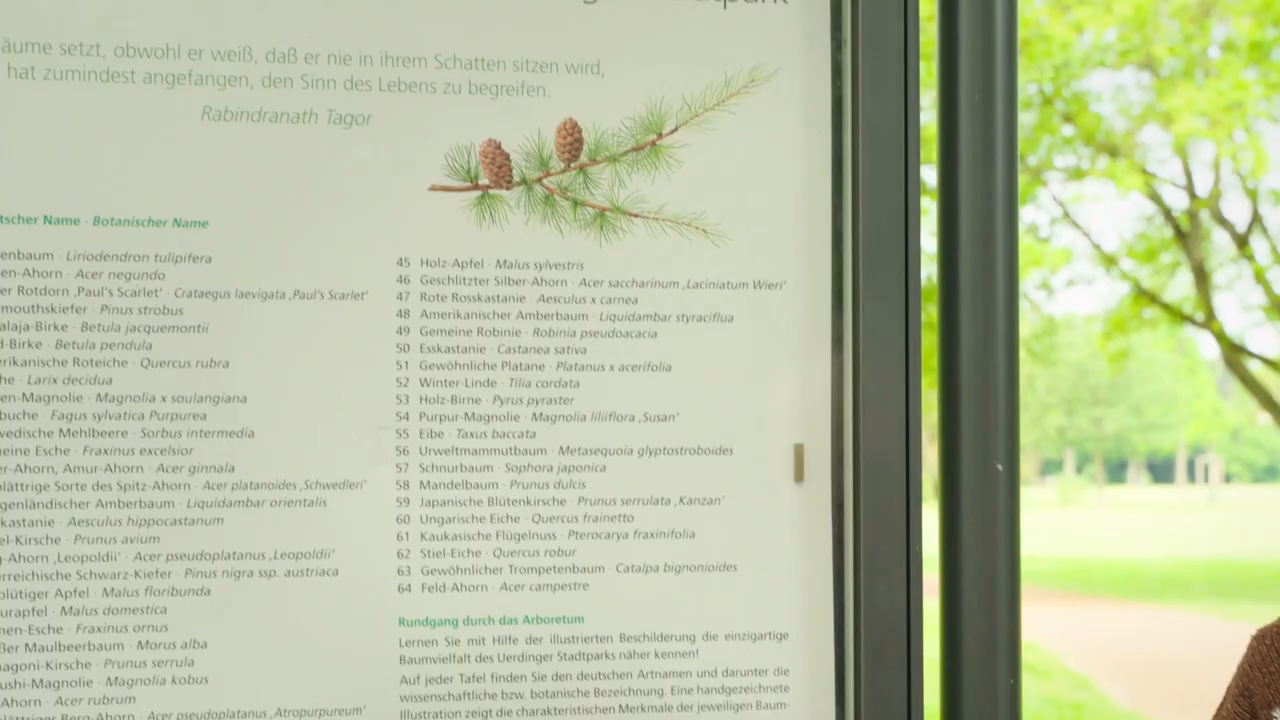 äume setzt, obwohl er weiß, daß er nie in ihrem Schatten sitzen wird,
hat zumindest angefangen, den Sinn des Lebens zu begreifen.
Rabindranath Tagor
tscher Name · Botanischer Name
enbaum · Liriodendron tulipifera
en-Ahorn · Acer negundo
er Rotdorn ‚Paul's Scarlet' · Crataegus laevigata ‚Paul's Scarlet'
mouthskiefer · Pinus strobus
alaja-Birke · Betula jacquemontii
d-Birke · Betula pendula
erikanische Roteiche · Quercus rubra
he · Larix decidua
en-Magnolie · Magnolia x soulangiana
buche · Fagus sylvatica Purpurea
wedische Mehlbeere · Sorbus intermedia
eine Esche · Fraxinus excelsior
er-Ahorn, Amur-Ahorn · Acer ginnala
lättrige Sorte des Spitz-Ahorn · Acer platanoides ‚Schwedleri'
genländischer Amberbaum · Liquidambar orientalis
kastanie · Aesculus hippocastanum
el-Kirsche · Prunus avium
g-Ahorn ‚Leopoldii' · Acer pseudoplatanus ‚Leopoldii'
rreichische Schwarz-Kiefer · Pinus nigra ssp. austriaca
blütiger Apfel · Malus floribunda
urapfel · Malus domestica
men-Esche · Fraxinus ornus
ßer Maulbeerbaum · Morus alba
agoni-Kirsche · Prunus serrula
ushi-Magnolie · Magnolia kobus
Ahorn · Acer rubrum
lättriger Berg-Ahorn · Acer pseudoplatanus ‚Atropurpureum'
45 Holz-Apfel · Malus sylvestris
46 Geschlitzter Silber-Ahorn · Acer saccharinum ‚Laciniatum Wieri'
47 Rote Rosskastanie · Aesculus x carnea
48 Amerikanischer Amberbaum · Liquidambar styraciflua
49 Gemeine Robinie · Robinia pseudoacacia
50 Esskastanie · Castanea sativa
51 Gewöhnliche Platane · Platanus x acerifolia
52 Winter-Linde · Tilia cordata
53 Holz-Birne · Pyrus pyraster
54 Purpur-Magnolie · Magnolia liliiflora ‚Susan'
55 Eibe · Taxus baccata
56 Urweltmammutbaum · Metasequoia glyptostroboides
57 Schnurbaum · Sophora japonica
58 Mandelbaum · Prunus dulcis
59 Japanische Blütenkirsche · Prunus serrulata ‚Kanzan'
60 Ungarische Eiche · Quercus frainetto
61 Kaukasische Flügelnuss · Pterocarya fraxinifolia
62 Stiel-Eiche · Quercus robur
63 Gewöhnlicher Trompetenbaum · Catalpa bignonioides
64 Feld-Ahorn · Acer campestre
Rundgang durch das Arboretum
Lernen Sie mit Hilfe der illustrierten Beschilderung die einzigartige
Baumvielfalt des Uerdinger Stadtparks näher kennen!
Auf jeder Tafel finden Sie den deutschen Artnamen und darunter die
wissenschaftliche bzw. botanische Bezeichnung. Eine handgezeichnete
Illustration zeigt die charakteristischen Merkmale der jeweiligen Baum-